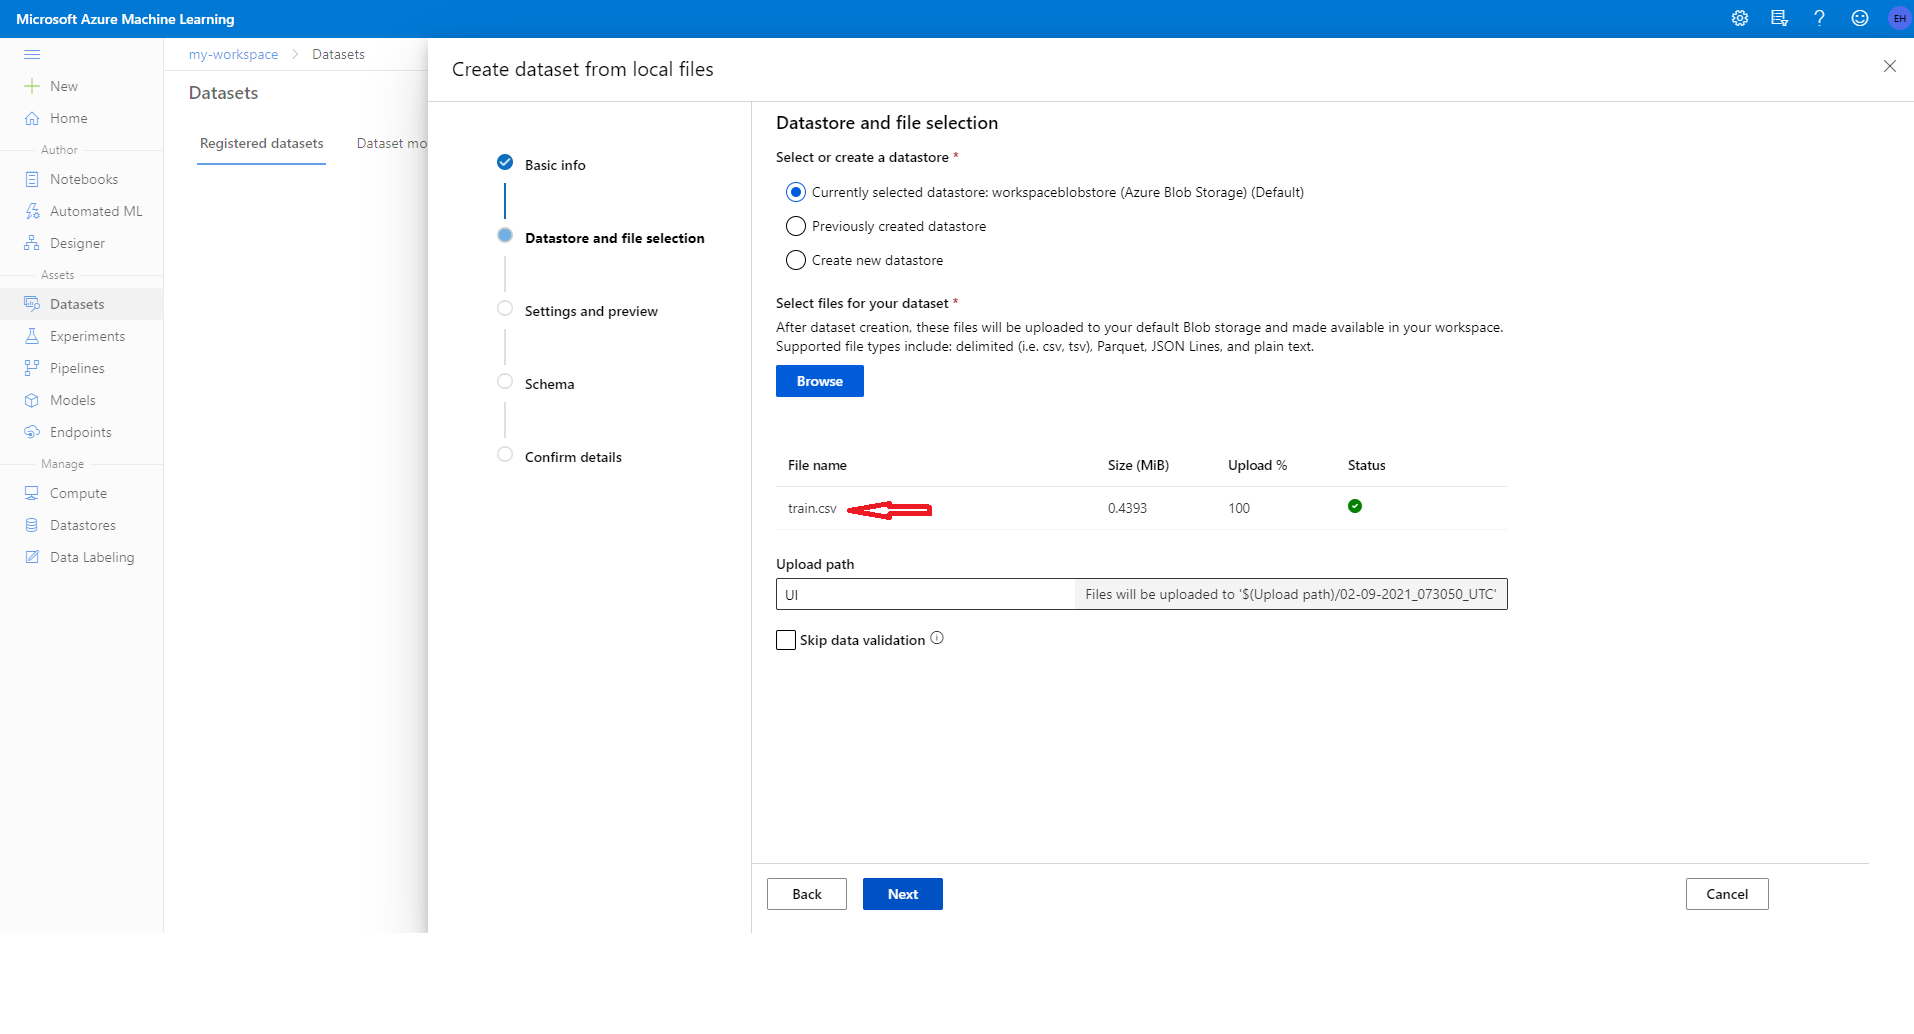 Microsoft Azure Machine Learning
EH
New
Home
Author
Notebooks
Automated ML
Designer
Assets
Datasets
Experiments
Pipelines
Models
Endpoints
Manage
Compute
Datastores
Data Labeling
my-workspace > Datasets
Datasets
Registered datasets Dataset mo
Create dataset from local files
Basic info
Datastore and file selection
Settings and preview
Schema
Confirm details
Datastore and file selection
Select or create a datastore *
Currently selected datastore: workspaceblobstore (Azure Blob Storage) (Default)
Previously created datastore
Create new datastore
Select files for your dataset *
After dataset creation, these files will be uploaded to your default Blob storage and made available in your workspace.
Supported file types include: delimited (i.e. csv, tsv), Parquet, JSON Lines, and plain text.
Browse
File name Size (MiB) Upload % Status
train.csv 0.4393 100
Upload path
UI Files will be uploaded to '$(Upload path)/02-09-2021_073050_UTC'
Skip data validation
Back Next Cancel